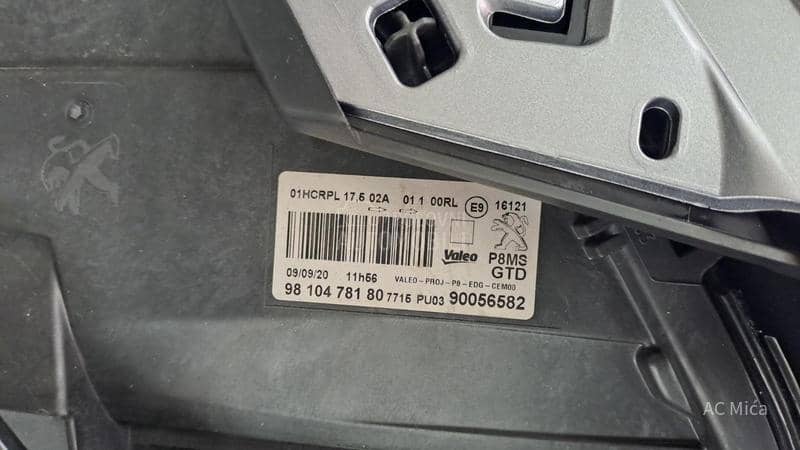 01HCRPL 17.5 02A 01 1 00RL E9 16121
Valeo P8MS
GTD
09/09/20 11h56 VALEO-PROJ-P8-EDG-CEM00
98 104 781 80 7715 PU03 90056582
AC Mića